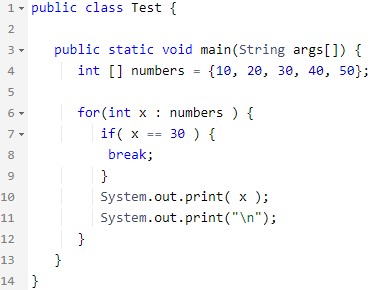 1 public class Test {
2
3    public static void main(String args[]) {
4       int [] numbers = {10, 20, 30, 40, 50};
5
6       for(int x : numbers ) {
7          if( x == 30 ) {
8           break;
9          }
10          System.out.print( x );
11          System.out.print("\n");
12       }
13    }
14 }